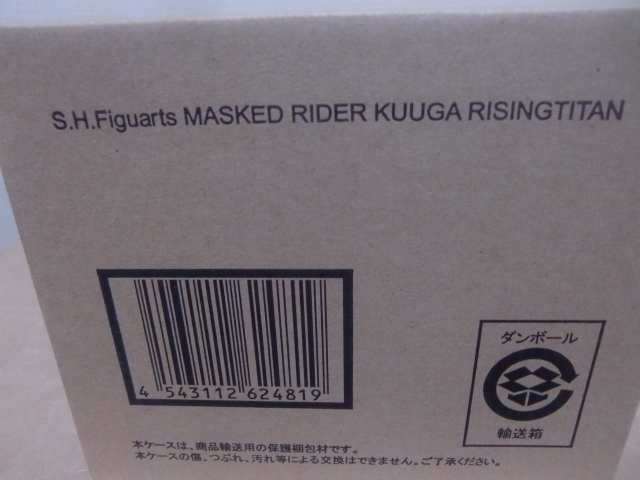 S.H.Figuarts MASKED RIDER KUUGA RISINGTITAN
4 543112 624819
ダンボール
輸送箱
本ケースは、商品輸送用の保護梱包材です。
本ケースの傷、つぶれ、汚れ等による交換はできません。ご了承ください。